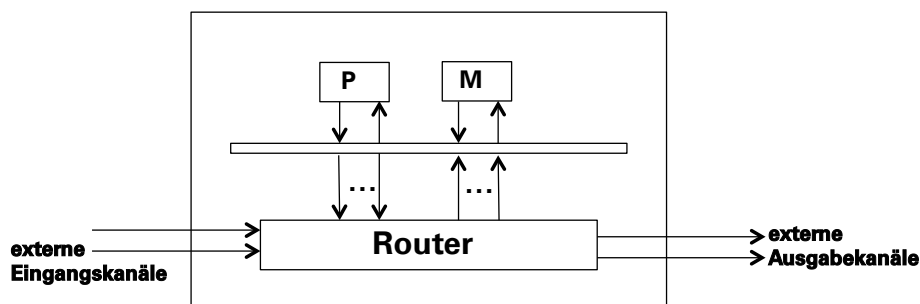 P
M
...
...
Router
externe
Eingangskanäle
externe
Ausgabekanäle